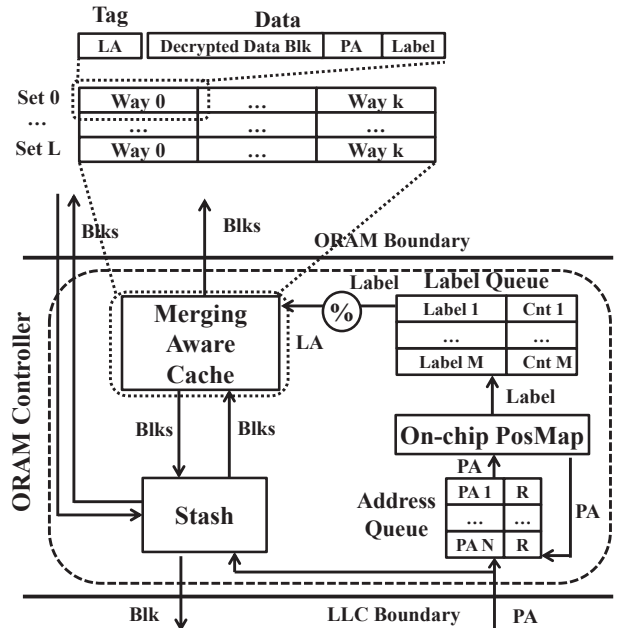 Tag Data
LA Decrypted Data Blk PA Label
Set 0 Way 0 ... Way k
... ... ... ...
Set L Way 0 ... Way k
Blks Blks
ORAM Boundary
ORAM Controller
Label Label Queue
Merging Aware Cache
% LA
Label 1 Cnt 1
... ...
Label M Cnt M
Label
Blks Blks
On-chip PosMap
PA
Stash
Address Queue
PA 1 R
... ...
PA N R
PA
Blk LLC Boundary PA